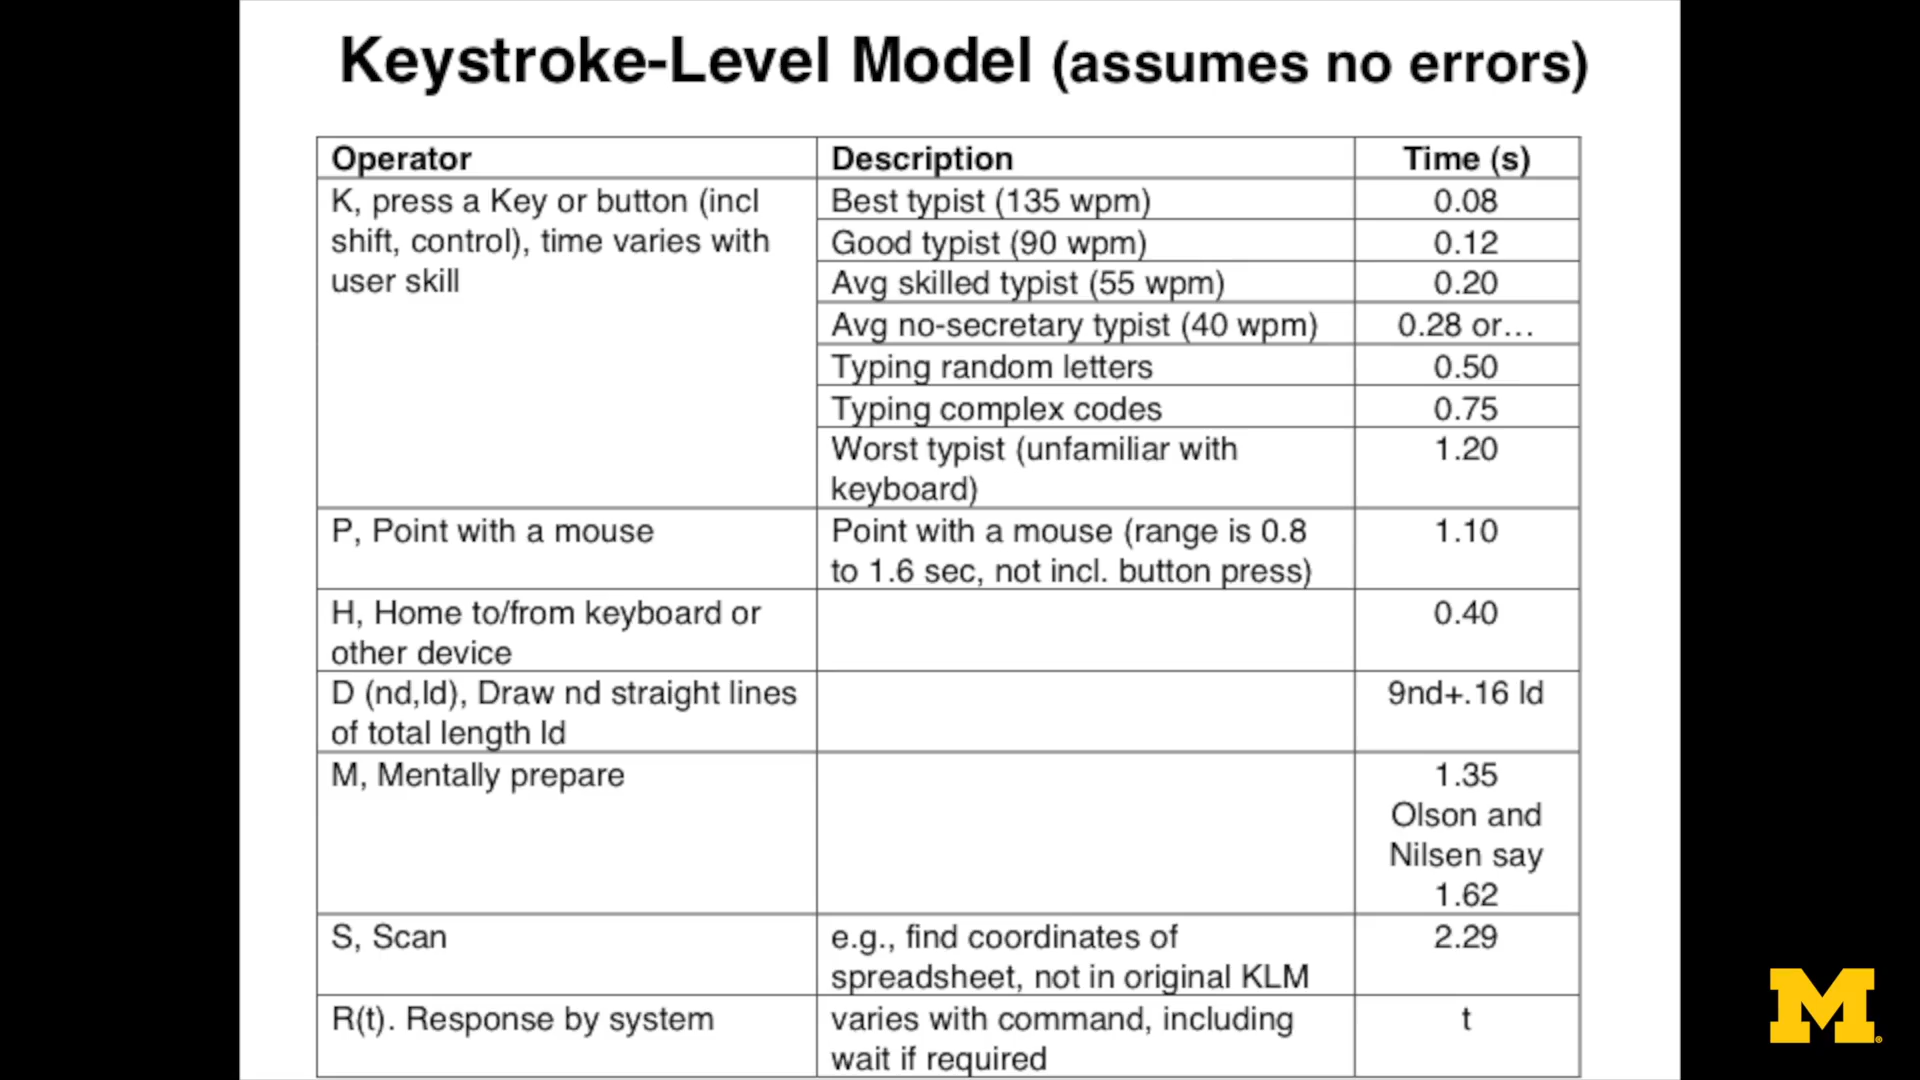 Keystroke-Level Model (assumes no errors)
Operator Description Time (s)
K, press a Key or button (incl
shift, control), time varies with
user skill
Best typist (135 wpm) 0.08
Good typist (90 wpm) 0.12
Avg skilled typist (55 wpm) 0.20
Avg no-secretary typist (40 wpm) 0.28 or…
Typing random letters 0.50
Typing complex codes 0.75
Worst typist (unfamiliar with 1.20
keyboard)
P, Point with a mouse Point with a mouse (range is 0.8 1.10
to 1.6 sec, not incl. button press)
H, Home to/from keyboard or 0.40
other device
D (nd,ld), Draw nd straight lines 9nd+.16 ld
of total length ld
M, Mentally prepare 1.35
Olson and
Nilsen say
1.62
S, Scan e.g., find coordinates of 2.29
spreadsheet, not in original KLM
R(t). Response by system varies with command, including t
wait if required
M